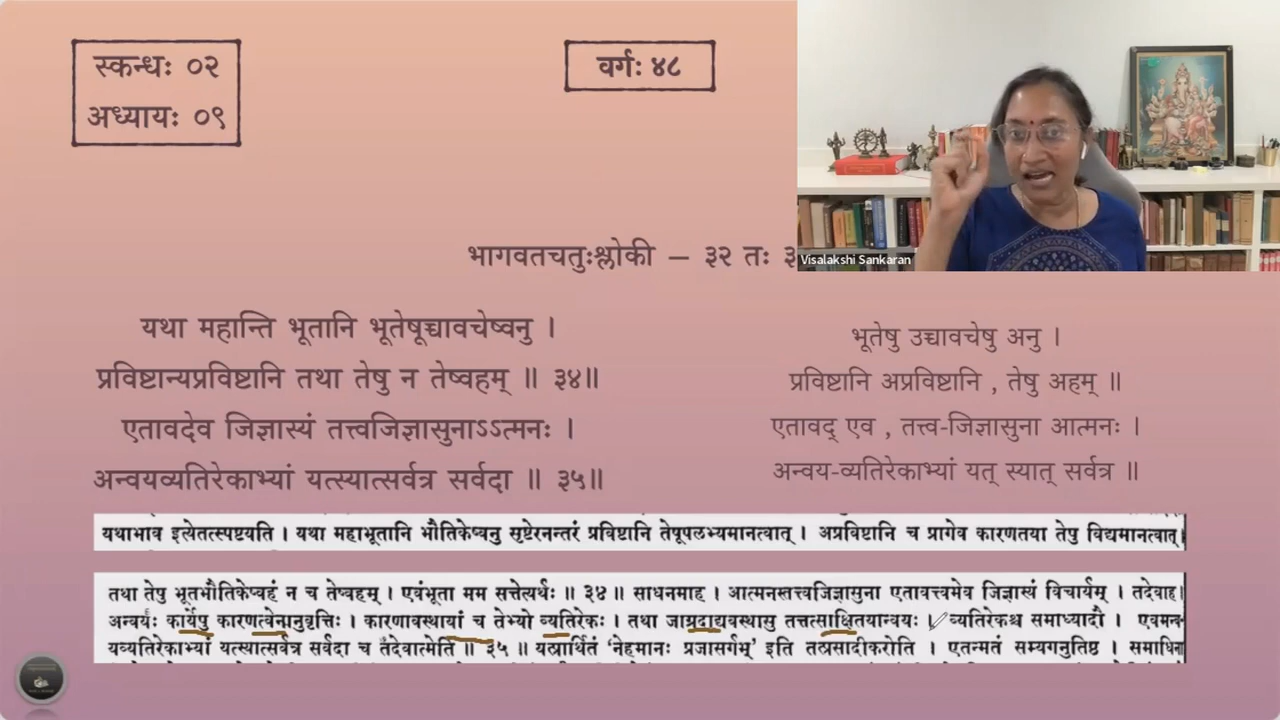 स्कन्धः ०२
अध्यायः ०९
वर्गः ४८
Visalakshi Sankaran
भागवतचतुःश्लोकी – ३२ तः ३
यथा महान्ति भूतानि भूतेषूच्चावचेष्वनु ।
प्रविष्टान्यप्रविष्टानि तथा तेषु न तेष्वहम् ॥ ३४॥
एतावदेव जिज्ञास्यं तत्त्वजिज्ञासुनाऽऽत्मनः ।
अन्वयव्यतिरेकाभ्यां यत्स्यात्सर्वत्र सर्वदा ॥ ३५॥
भूतेषु उच्चावचेषु अनु ।
प्रविष्टानि अप्रविष्टानि , तेषु अहम् ॥
एतावद् एव , तत्त्व-जिज्ञासुना आत्मनः ।
अन्वय-व्यतिरेकाभ्यां यत् स्यात् सर्वत्र ॥
यथाभाव इत्येतत्स्पष्टयति । यथा महाभूतानि भौतिकेष्वनु सृष्टेरनन्तरं प्रविष्टानि तेषूपलभ्यमानत्वात् । अप्रविष्टानि च प्रागेव कारणतया तेषु विद्यमानत्वात्।
तथा तेषु भूतभौतिकेष्वहं न च तेष्वहम् । एवंभूता मम सत्तेत्यर्थः ॥ ३४ ॥ साधनमाह । आत्मनस्तत्त्वजिज्ञासुना एतावत्त्वमेव जिज्ञास्यं विचार्यम् । तदेवाह।
अन्वयः कार्येषु कारणत्वेनानुवृत्तिः । कारणावस्थायां च तेभ्यो व्यतिरेकः । तथा जाग्रदाद्यवस्थासु तत्तत्साक्षितयान्वयः । व्यतिरेकश्च समाध्यादौ । एवमन्व-
यव्यतिरेकाभ्यां यत्स्यात्सर्वत्र सर्वदा च तदेवात्मेति ॥ ३५ ॥ यत्प्रार्थितं 'नेहमानः प्रजासर्गम्' इति तत्प्रसादीकरोति । एतन्मतं सम्यगनुतिष्ठ । समाधिना